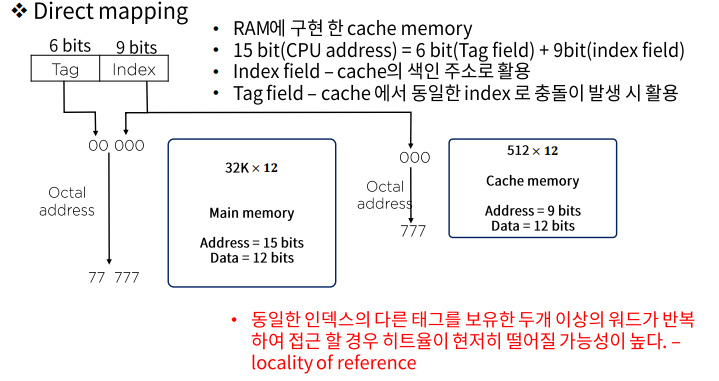 ❖ Direct mapping
• RAM에 구현 한 cache memory
• 15 bit(CPU address) = 6 bit(Tag field) + 9bit(index field)
• Index field – cache의 색인 주소로 활용
• Tag field – cache 에서 동일한 index 로 충돌이 발생 시 활용
6 bits 9 bits
Tag Index
00 000
Octal
address
77 777
32K × 12
Main memory
Address = 15 bits
Data = 12 bits
000
Octal
address
777
512 × 12
Cache memory
Address = 9 bits
Data = 12 bits
• 동일한 인덱스의 다른 태그를 보유한 두개 이상의 워드가 반복
하여 접근 할 경우 히트율이 현저히 떨어질 가능성이 높다. –
locality of reference